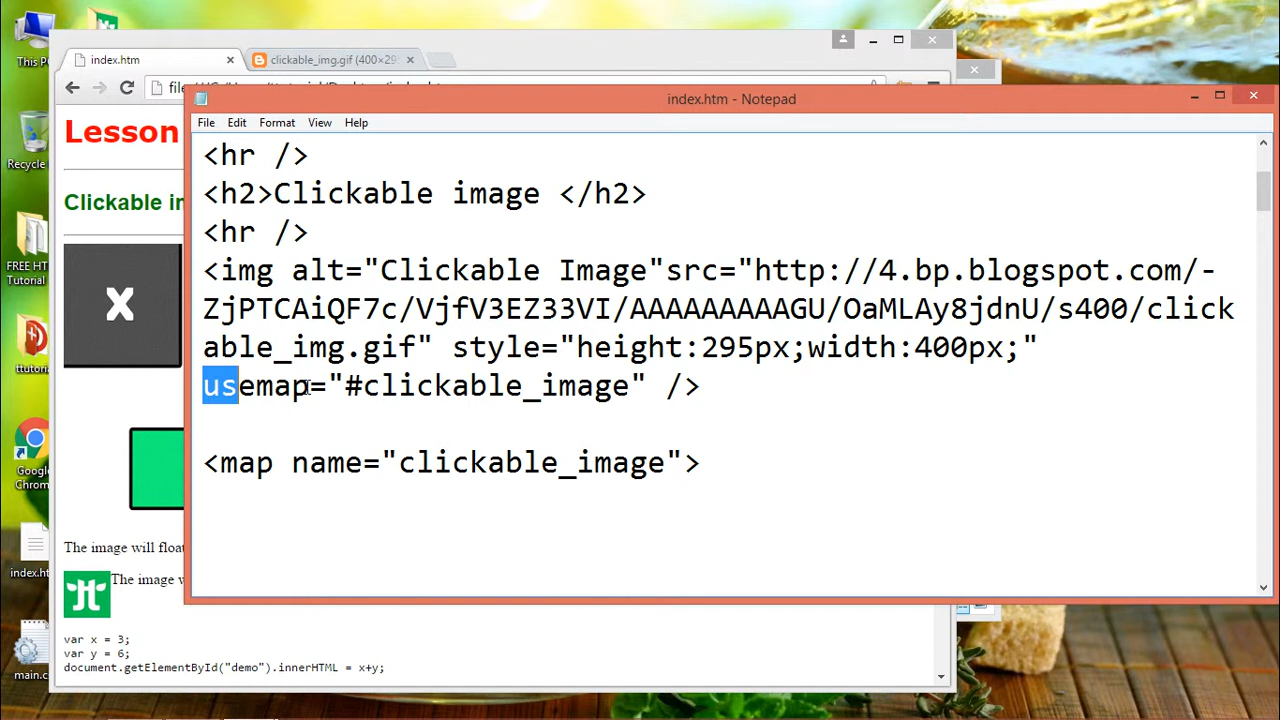 This PC
index.htm
clickable_img.gif (400×29
index.htm - Notepad
File Edit Format View Help
Lesson
Recycle
Clickable in
X
FREE HT
Tutorial
<hr />
<h2>Clickable image </h2>
<hr />
<img alt="Clickable Image"src="http://4.bp.blogspot.com/-
ZjPTCAiQF7c/VjfV3EZ33VI/AAAAAAAAAGU/OaMLAy8jdnU/s400/click
able_img.gif" style="height:295px;width:400px;"
usemap="#clickable_image" />
<map name="clickable_image">
tutoria
Google
Chrom
index.ht
The image will float
The image w
var x = 3;
var y = 6;
document.getElementById("demo").innerHTML = x+y;
main.c